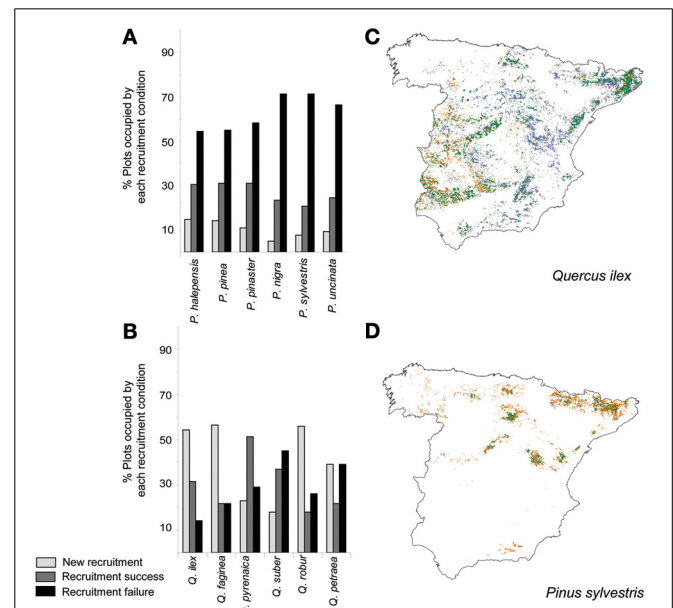 A
90
70
50
30
10
% Plots occupied by
each recruitment condition
P. halepensis
P. pinea
P. pinaster
P. nigra
P. sylvestris
P. uncinata
B
90
70
50
30
10
% Plots occupied by
each recruitment condition
Q. ilex
Q. faginea
. pyrenaica
Q. suber
Q. robur
Q. petraea
New recruitment
Recruitment success
Recruitment failure
C
Quercus ilex
D
Pinus sylvestris